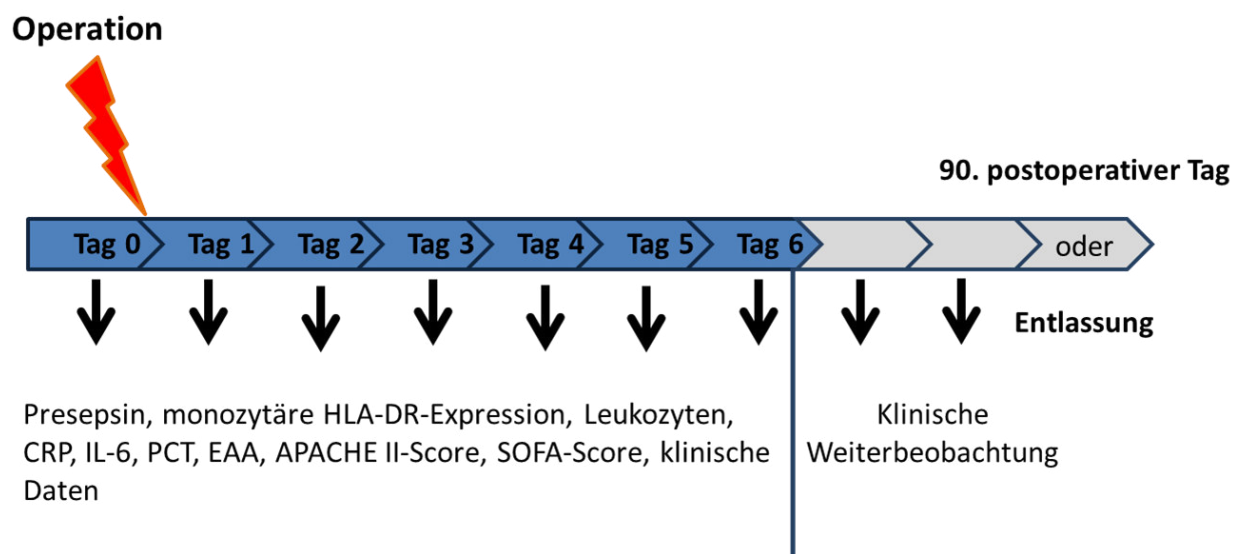 Operation
90. postoperativer Tag
Tag 0 Tag 1 Tag 2 Tag 3 Tag 4 Tag 5 Tag 6 oder
Entlassung
Presepsin, monozytäre HLA-DR-Expression, Leukozyten,
CRP, IL-6, PCT, EAA, APACHE II-Score, SOFA-Score, klinische
Daten
Klinische
Weiterbeobachtung